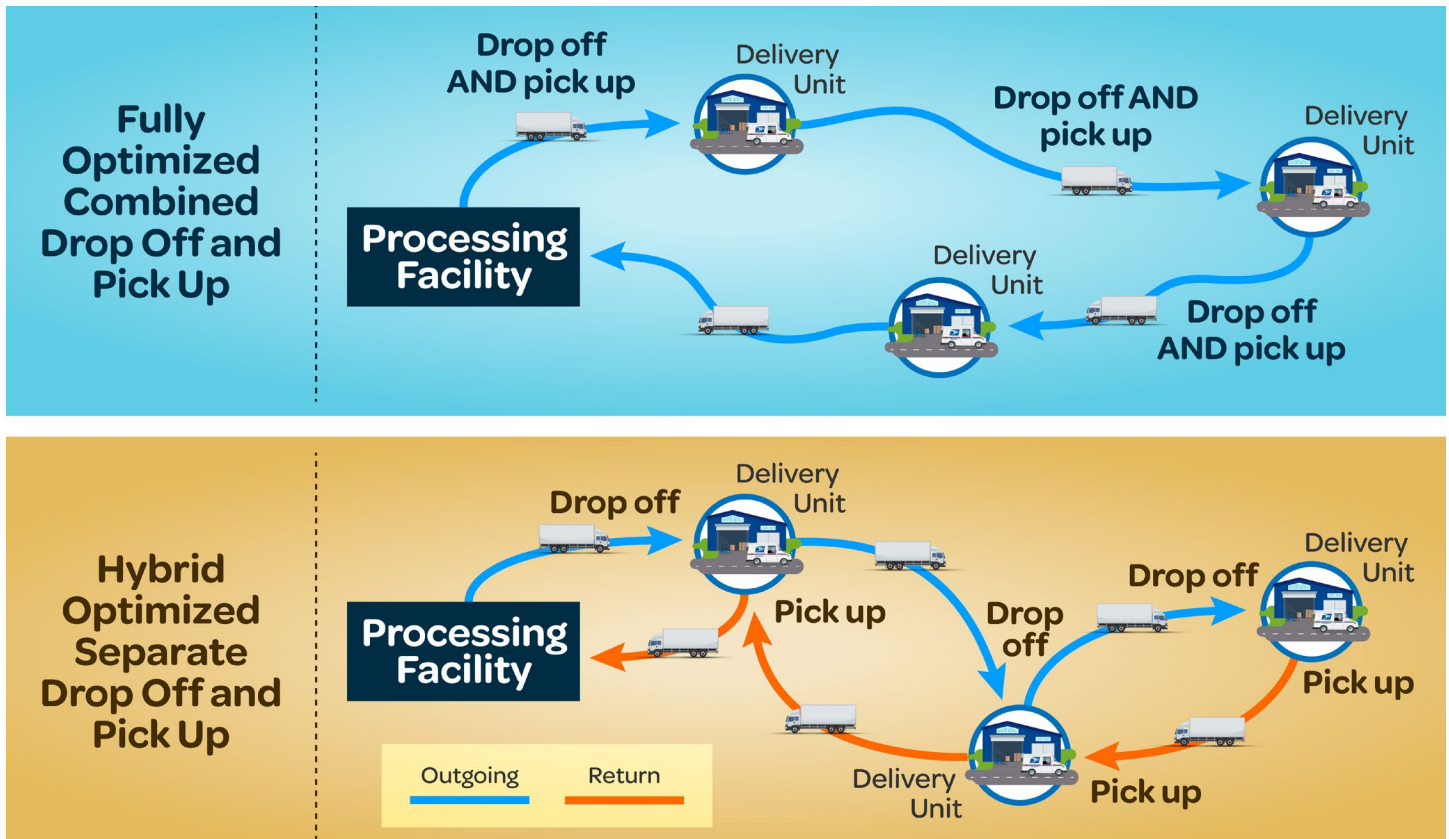 Fully
Optimized
Combined
Drop Off and
Pick Up
Drop off
AND pick up
Delivery
Unit
Drop off AND
pick up
Delivery
Unit
Processing
Facility
Delivery
Unit
Drop off
AND pick up
Hybrid
Optimized
Separate
Drop Off and
Pick Up
Drop off
Delivery
Unit
Pick up
Drop
off
Drop off
Delivery
Unit
Pick up
Processing
Facility
Delivery
Unit
Pick up
Outgoing
Return